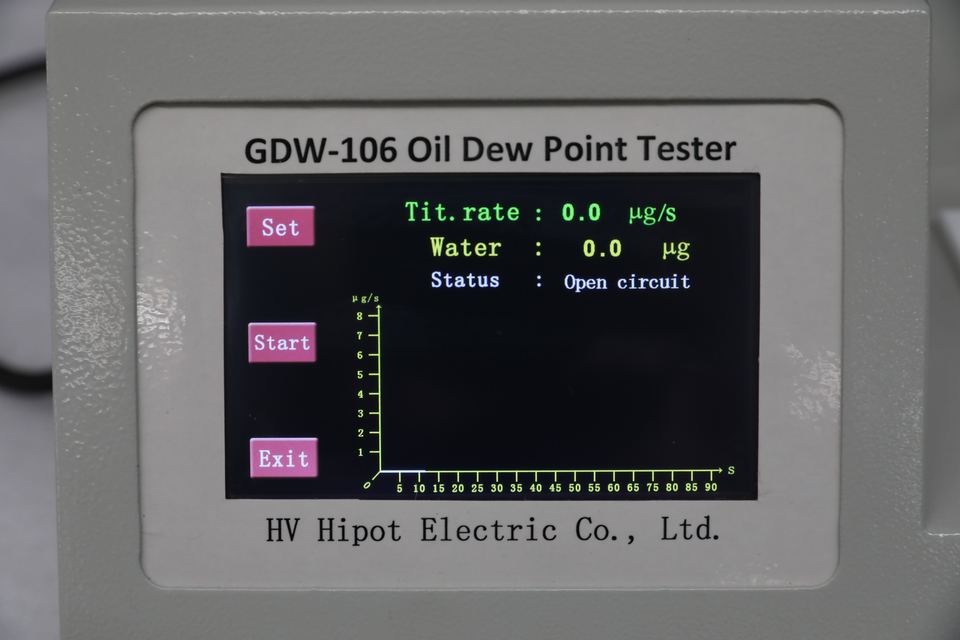 GDW-106 Oil Dew Point Tester
Set
Tit.rate : 0.0 μg/s
Water : 0.0 μg
Status : Open circuit
μg/s
8
7
Start
6
5
4
3
2
Exit
1
0
5 10 15 20 25 30 35 40 45 50 55 60 65 70 75 80 85 90
S
HV Hipot Electric Co., Ltd.